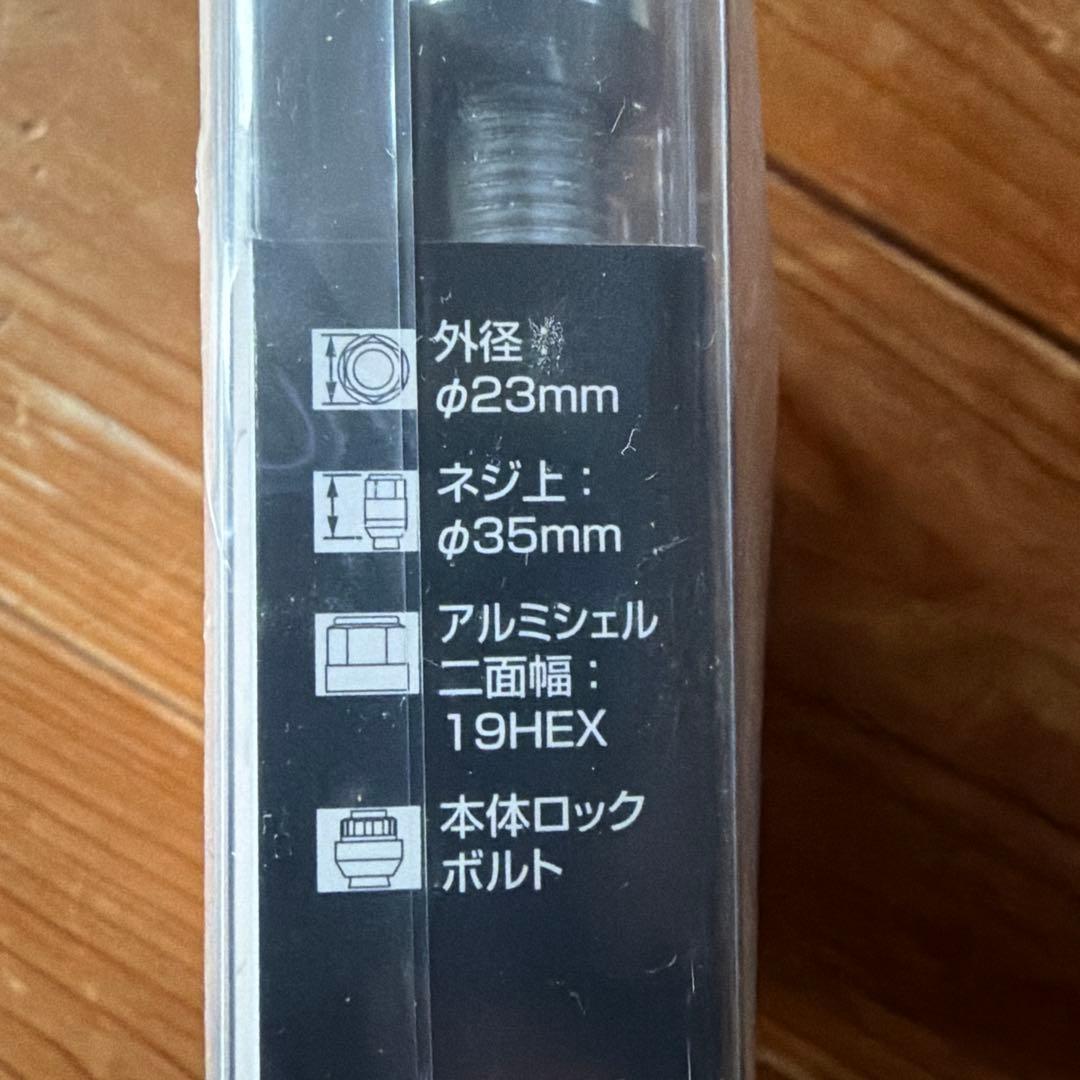 外径
φ23mm
ネジ上：
φ35mm
アルミシェル
二面幅：
19HEX
本体ロック
ボルト